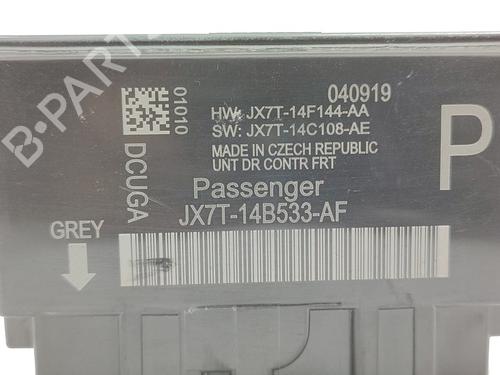 040919
HW: JX7T-14F144-AA
SW: JX7T-14C108-AE
MADE IN CZECH REPUBLIC
UNT DR CONTR FRT
P
01010
DCUGA
Passenger
JX7T-14B533-AF
GREY
B-PARTS